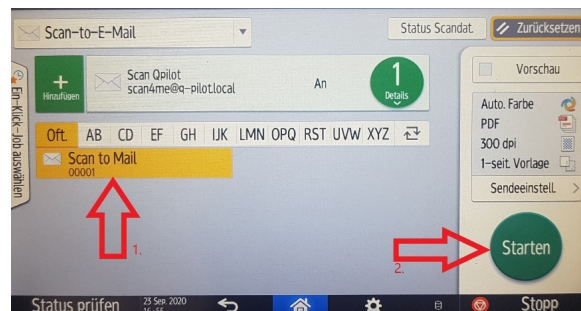 Scan-to-E-Mail
Status Scandat.
Zurücksetzen
Ein-Klick-Job auswählen
Hinzufügen
Scan Qpilot
scan4me@q-pilot.local
An
1
Details
Vorschau
Auto. Farbe
PDF
300 dpi
1-seit. Vorlage
Sendeeinstell.
Oft. AB CD EF GH IJK LMN OPQ RST UVW XYZ
Scan to Mail
00001
1.
2.
Starten
Status prüfen
23 Sep. 2020
Stopp